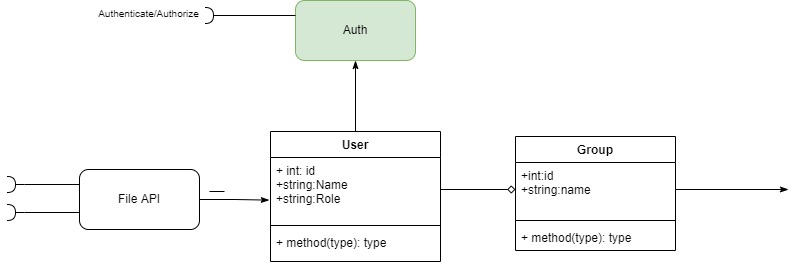 Authenticate/Authorize
Auth
User
+ int: id
+string:Name
+string:Role
+ method(type): type
Group
+int:id
+string:name
+ method(type): type
File API